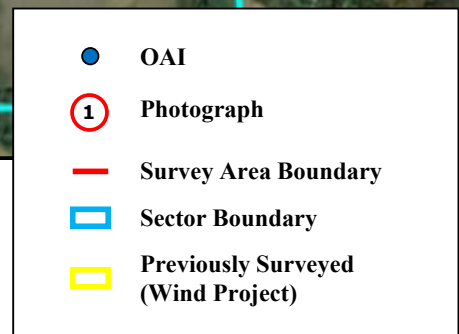 OAI
1 Photograph
Survey Area Boundary
Sector Boundary
Previously Surveyed
(Wind Project)